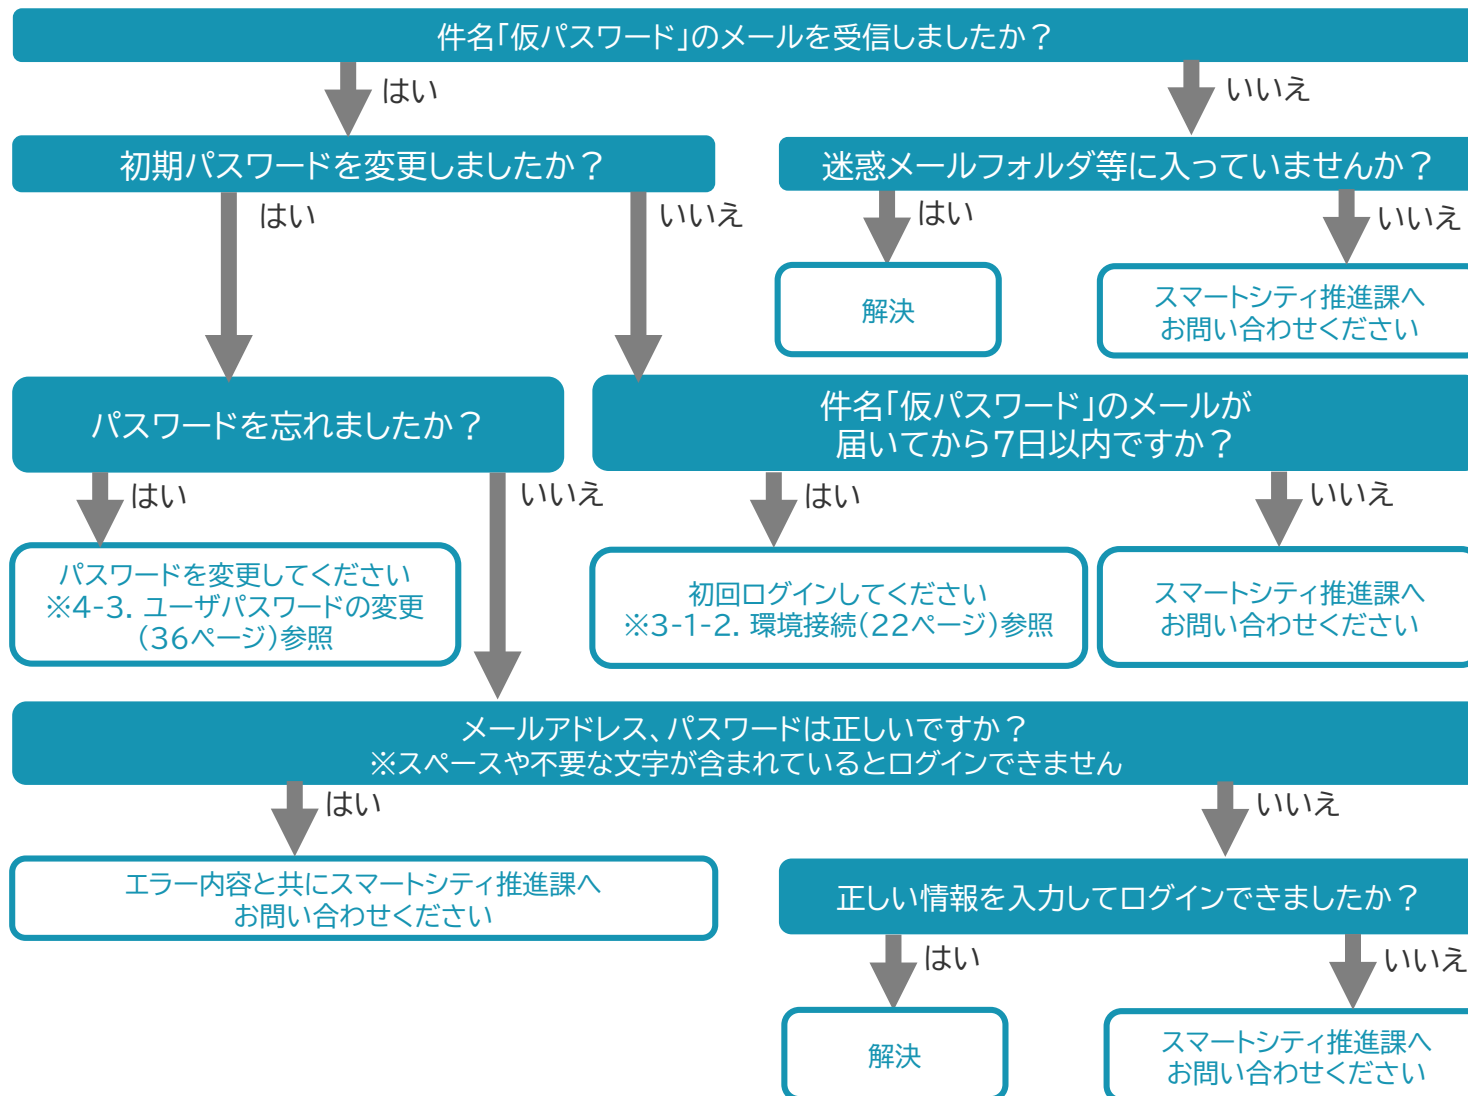 件名「仮パスワード」のメールを受信しましたか？
はい
いいえ
初期パスワードを変更しましたか？
迷惑メールフォルダ等に入っていませんか？
はい
いいえ
はい
いいえ
解決
スマートシティ推進課へ
お問い合わせください
パスワードを忘れましたか？
件名「仮パスワード」のメールが
届いてから7日以内ですか？
はい
いいえ
はい
いいえ
パスワードを変更してください
※4-3. ユーザパスワードの変更
(36ページ)参照
初回ログインしてください
※3-1-2. 環境接続(22ページ)参照
スマートシティ推進課へ
お問い合わせください
メールアドレス、パスワードは正しいですか？
※スペースや不要な文字が含まれているとログインできません
はい
いいえ
エラー内容と共にスマートシティ推進課へ
お問い合わせください
正しい情報を入力してログインできましたか？
はい
いいえ
解決
スマートシティ推進課へ
お問い合わせください